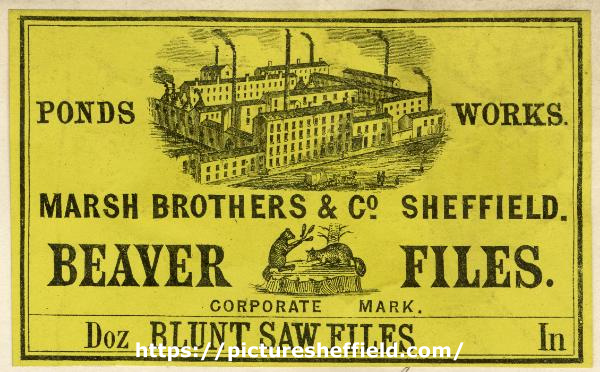 PONDS WORKS.
MARSH BROTHERS & Cº SHEFFIELD.
BEAVER FILES.
CORPORATE MARK.
Doz BLUNT SAW FILES In
https://picturesheffield.com/